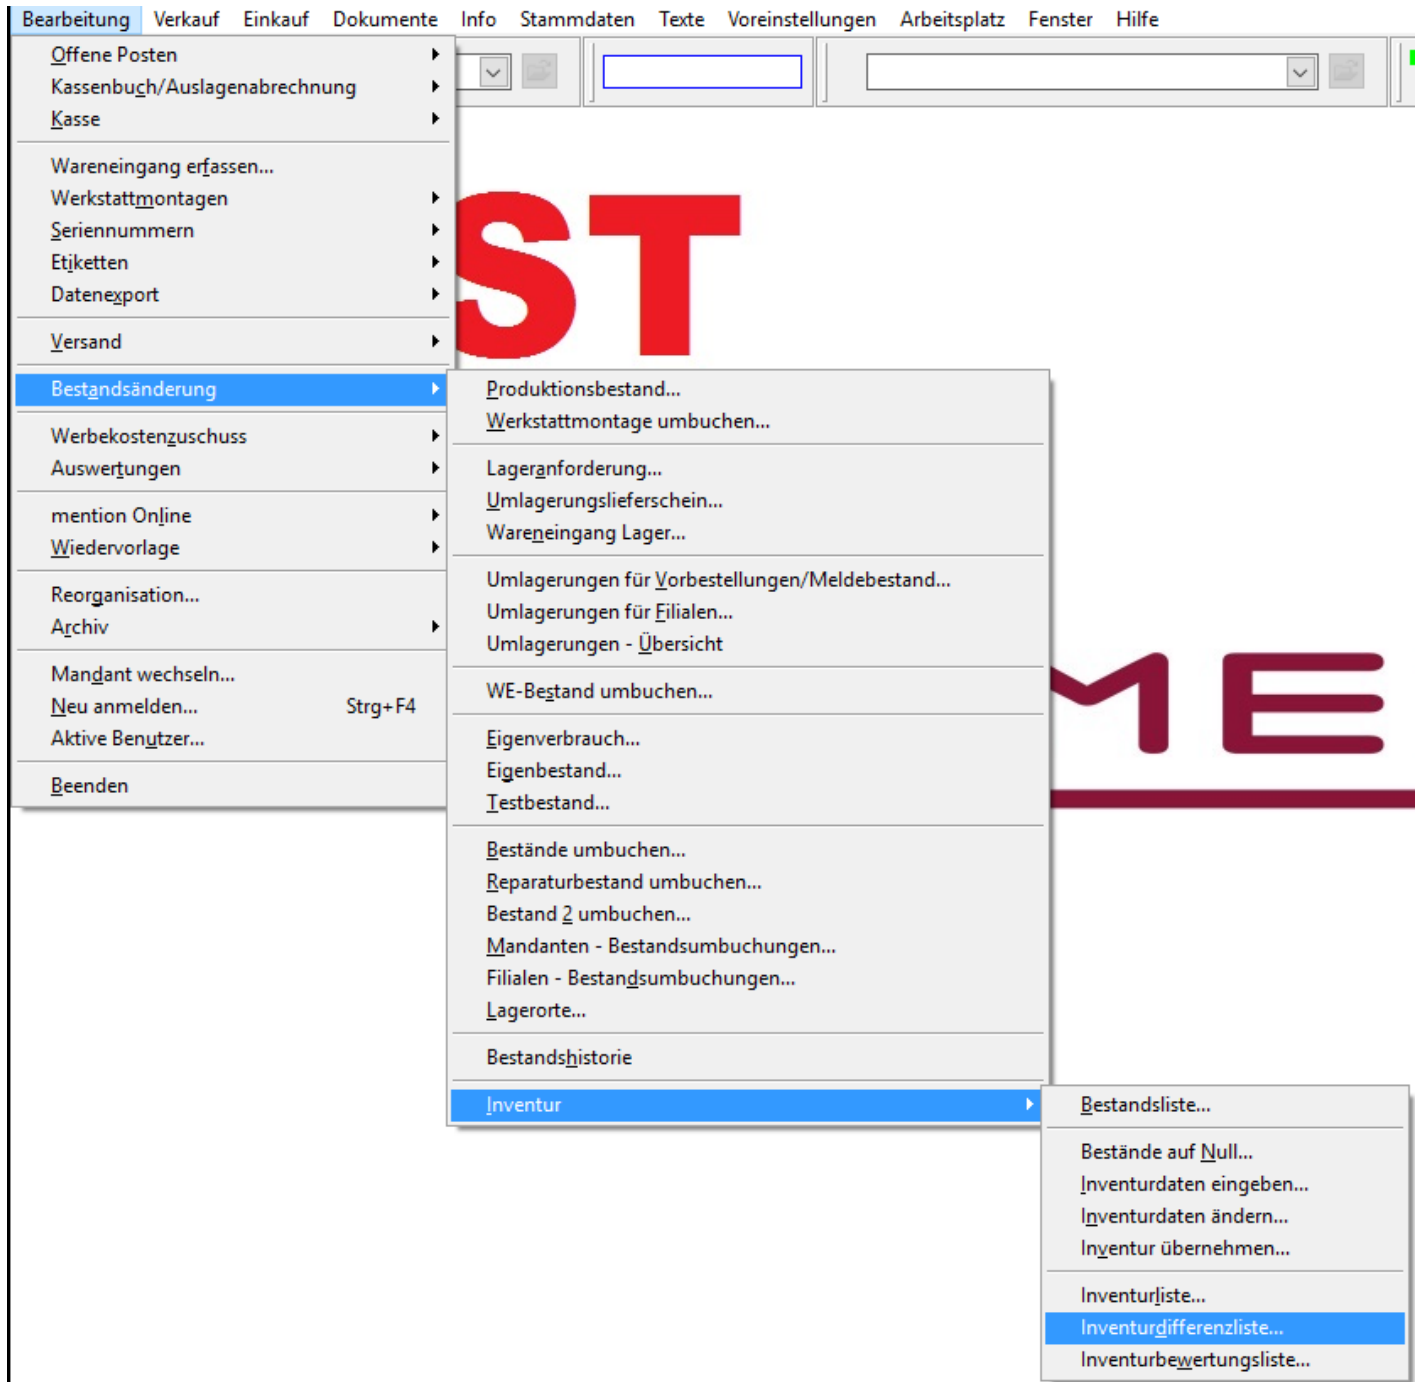 Bearbeitung Verkauf Einkauf Dokumente Info Stammdaten Texte Voreinstellungen Arbeitsplatz Fenster Hilfe
Offene Posten
Kassenbuch/Auslagenabrechnung
Kasse
Wareneingang erfassen...
Werkstattmontagen
Seriennummern
Etiketten
Datenexport
Versand
Bestandsänderung
Werbekostenzuschuss
Auswertungen
mention Online
Wiedervorlage
Reorganisation...
Archiv
Mandant wechseln...
Neu anmelden... Strg+F4
Aktive Benutzer...
Beenden
ST
Produktionsbestand...
Werkstattmontage umbuchen...
Lageranforderung...
Umlagerungslieferschein...
Wareneingang Lager...
Umlagerungen für Vorbestellungen/Meldebestand...
Umlagerungen für Filialen...
Umlagerungen - Übersicht
WE-Bestand umbuchen...
Eigenverbrauch...
Eigenbestand...
Testbestand...
Bestände umbuchen...
Reparaturbestand umbuchen...
Bestand 2 umbuchen...
Mandanten - Bestandsumbuchungen...
Filialen - Bestandsumbuchungen...
Lagerorte...
Bestandshistorie
Inventur
ME
Bestandsliste...
Bestände auf Null...
Inventurdaten eingeben...
Inventurdaten ändern...
Inventur übernehmen...
Inventurliste...
Inventurdifferenzliste...
Inventurbewertungsliste...